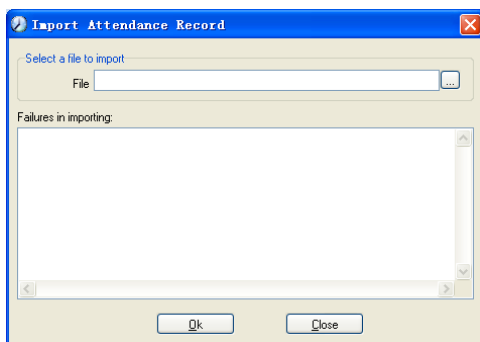 Import Attendance Record
Select a file to import
File
...
Failures in importing:
Ok
Close